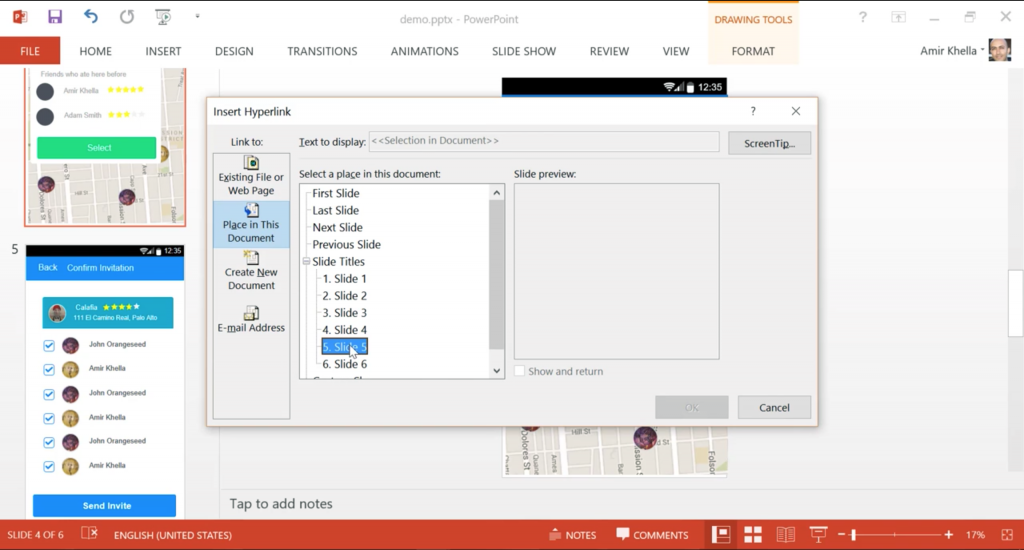 demo.pptx - PowerPoint
DRAWING TOOLS
?
FILE
HOME
INSERT
DESIGN
TRANSITIONS
ANIMATIONS
SLIDE SHOW
REVIEW
VIEW
FORMAT
Amir Khella
Friends who ate here before
Amir Khella
Adam Smith
Select
5
12:35
Back
Confirm Invitation
Calafia
111 El Camino Real, Palo Alto
John Orangeseed
Amir Khella
John Orangeseed
Amir Khella
John Orangeseed
Amir Khella
Send Invite
12:35
Insert Hyperlink
?
Link to:
Existing File or
Web Page
Place in This
Document
Create New
Document
E-mail Address
Text to display:
<<Selection in Document>>
ScreenTip...
Select a place in this document:
First Slide
Last Slide
Next Slide
Previous Slide
Slide Titles
1. Slide 1
2. Slide 2
3. Slide 3
4. Slide 4
5. Slide 5
6. Slide 6
Slide preview:
Show and return
OK
Cancel
Dolores St
Hill St
Tap to add notes
SLIDE 4 OF 6
ENGLISH (UNITED STATES)
NOTES
COMMENTS
17%